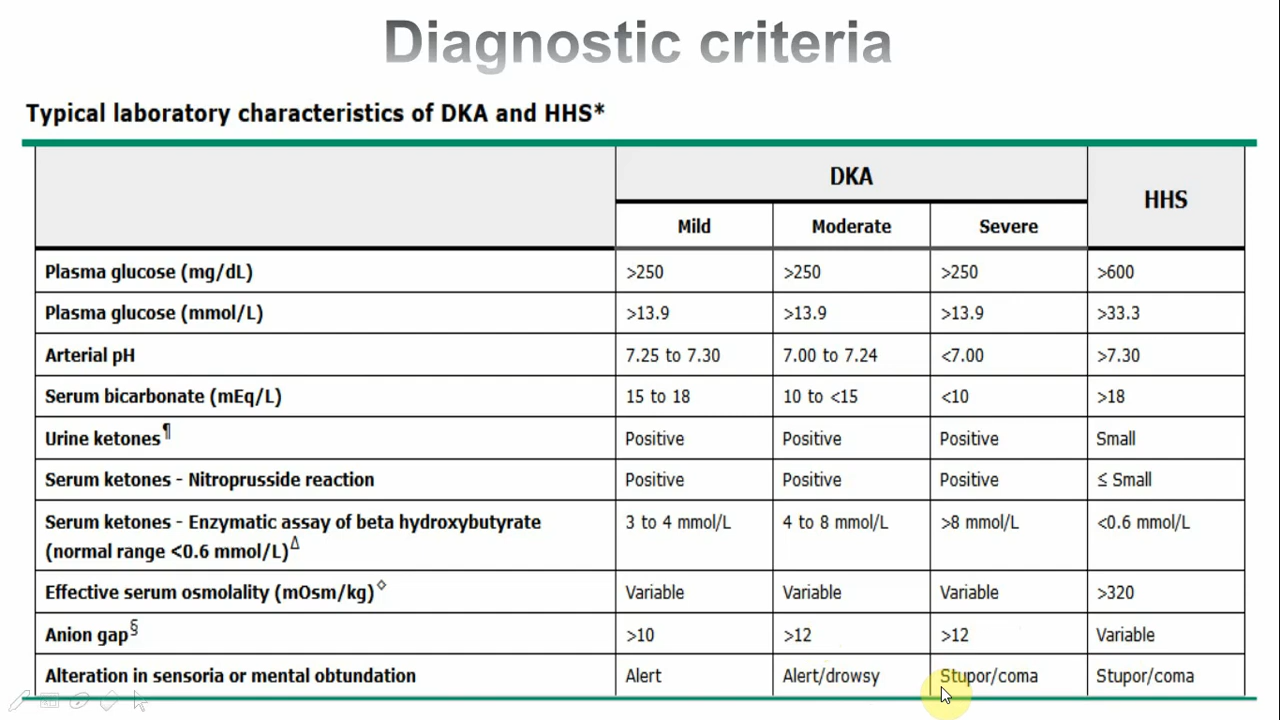 Diagnostic criteria
Typical laboratory characteristics of DKA and HHS*
DKA HHS
Mild Moderate Severe
Plasma glucose (mg/dL) >250 >250 >250 >600
Plasma glucose (mmol/L) >13.9 >13.9 >13.9 >33.3
Arterial pH 7.25 to 7.30 7.00 to 7.24 <7.00 >7.30
Serum bicarbonate (mEq/L) 15 to 18 10 to <15 <10 >18
Urine ketones¶ Positive Positive Positive Small
Serum ketones - Nitroprusside reaction Positive Positive Positive ≤ Small
Serum ketones - Enzymatic assay of beta hydroxybutyrate 3 to 4 mmol/L 4 to 8 mmol/L >8 mmol/L <0.6 mmol/L
(normal range <0.6 mmol/L)Δ
Effective serum osmolality (mOsm/kg)◇ Variable Variable Variable >320
Anion gap§ >10 >12 >12 Variable
Alteration in sensoria or mental obtundation Alert Alert/drowsy Stupor/coma Stupor/coma